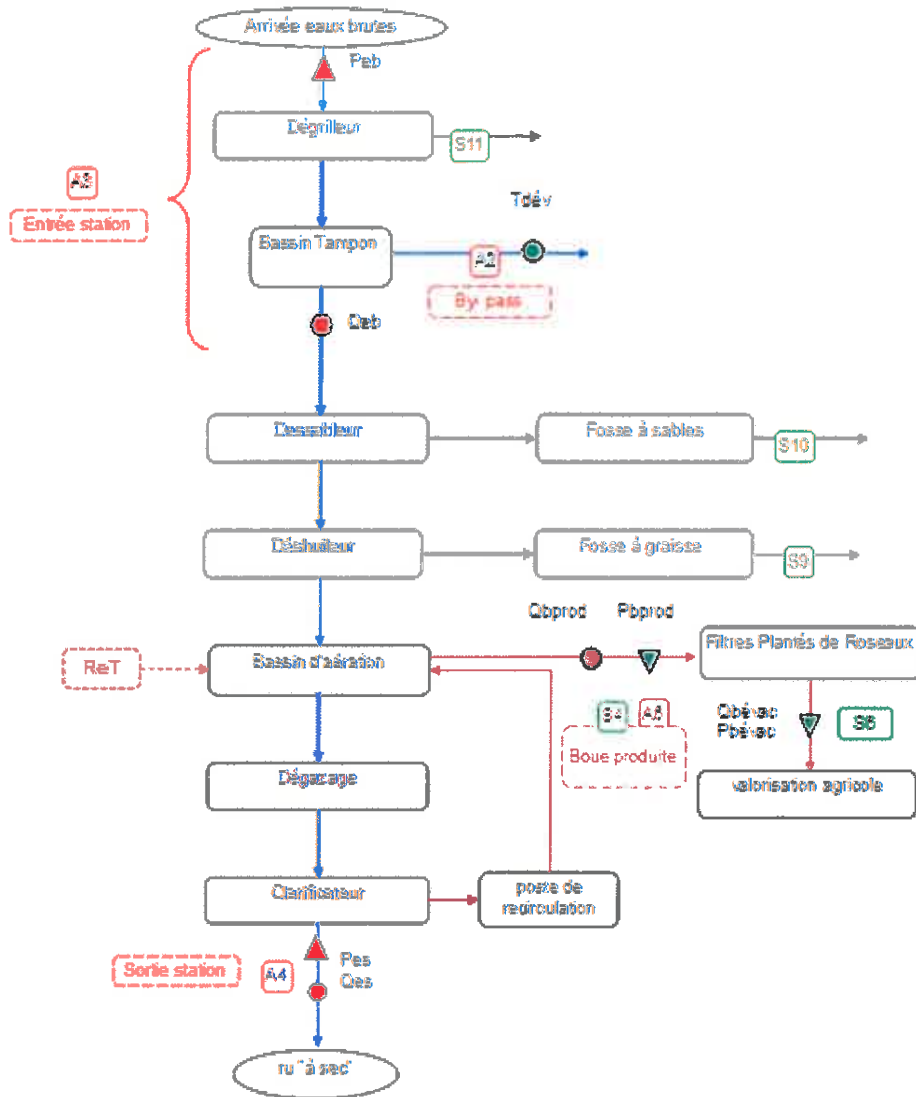 Arrivée eaux brutes
Peb
Dégrilleur
S11
A3
Entrée station
Tdév
Bassin Tampon
A2
By pass
Qeb
Dessableur
Fosse à sables
S10
Déshuileur
Fosse à graisse
S9
Qbprod
Pbprod
Filtres Plantés de Roseaux
ReT
Bassin d'aération
S4
A6
Boue produite
Qbévac
Pbévac
S6
Dégazage
valorisation agricole
Clarificateur
poste de
recirculation
Sortie station
A4
Pes
Qes
ru "à sec"